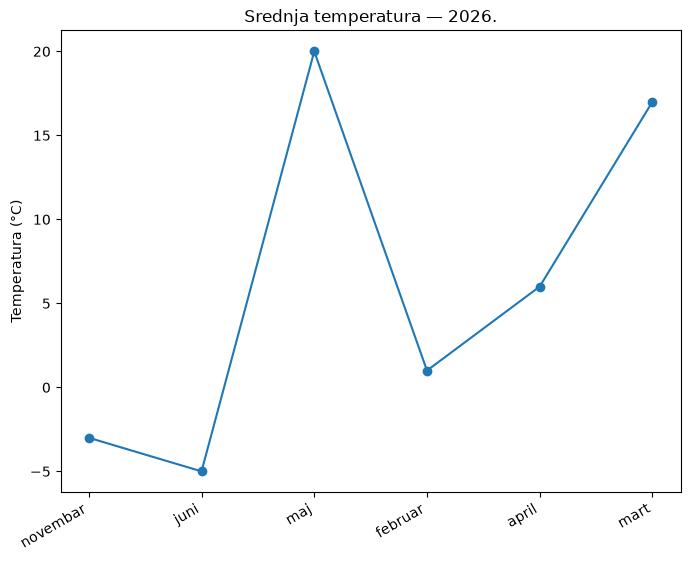 Srednja temperatura — 2026.
Temperatura (°C)
20
15
10
5
0
−5
novembar
juni
maj
februar
april
mart